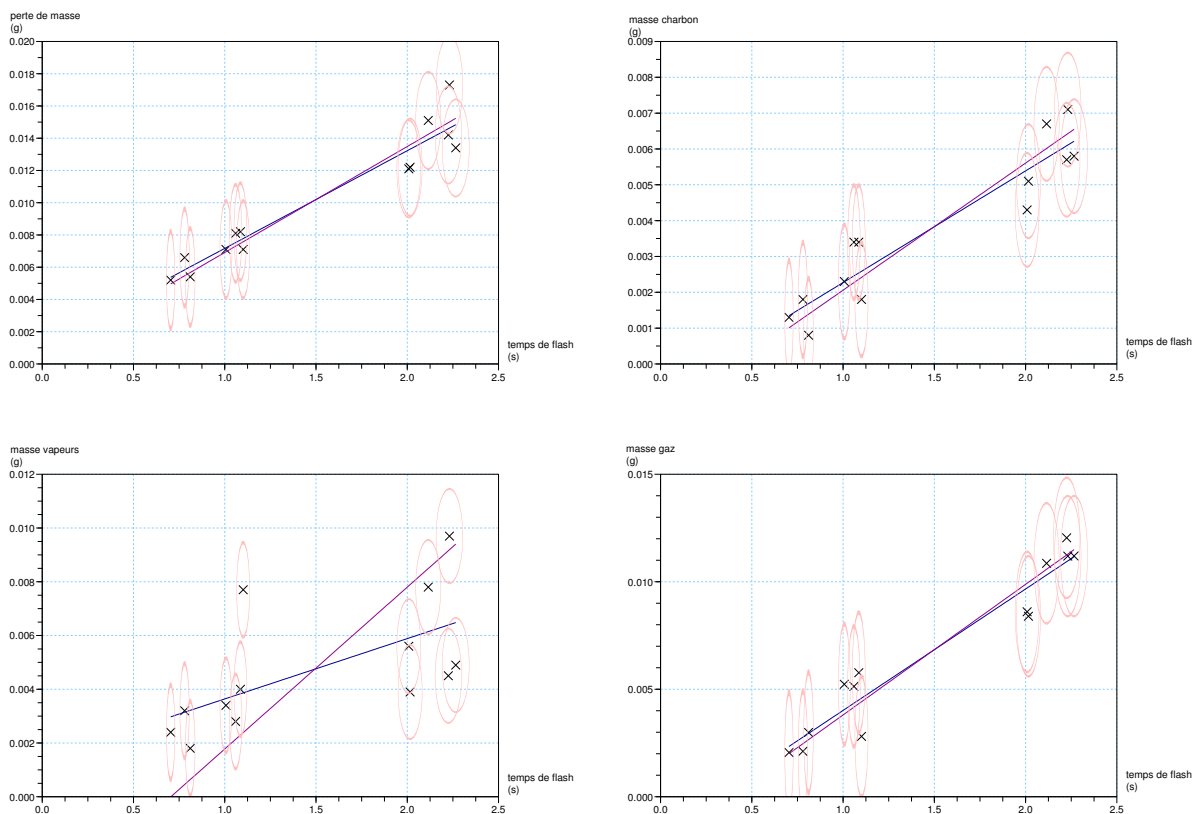 perte de masse
(g)
0.020
0.018
0.016
0.014
0.012
0.010
0.008
0.006
0.004
0.002
0.000
0.0 0.5 1.0 1.5 2.0 2.5
temps de flash
(s)
masse charbon
(g)
0.009
0.008
0.007
0.006
0.005
0.004
0.003
0.002
0.001
0.000
0.0 0.5 1.0 1.5 2.0 2.5
temps de flash
(s)
masse vapeurs
(g)
0.012
0.010
0.008
0.006
0.004
0.002
0.000
0.0 0.5 1.0 1.5 2.0 2.5
temps de flash
(s)
masse gaz
(g)
0.015
0.010
0.005
0.000
0.0 0.5 1.0 1.5 2.0 2.5
temps de flash
(s)